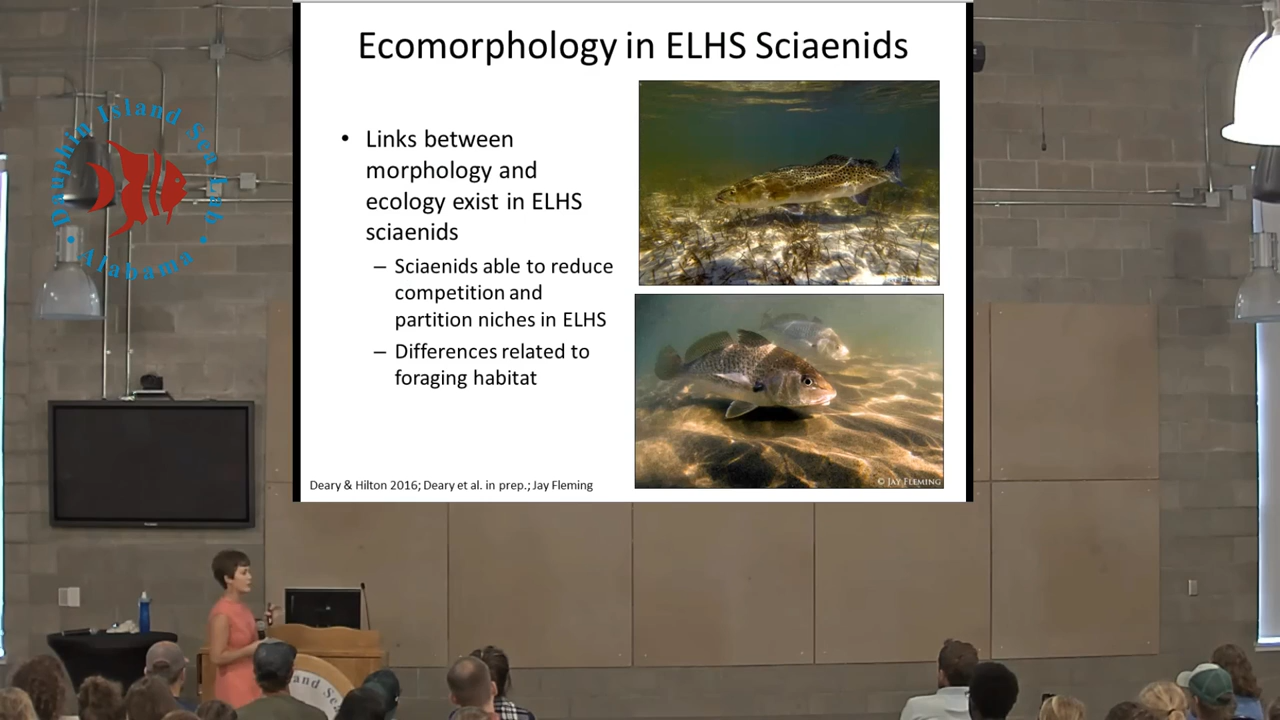 Ecomorphology in ELHS Sciaenids
• Links between
morphology and
ecology exist in ELHS
sciaenids
– Sciaenids able to reduce
competition and
partition niches in ELHS
– Differences related to
foraging habitat
Deary & Hilton 2016; Deary et al. in prep.; Jay Fleming
© JAY FLEMING
Dauphin Island Sea Lab
• Alabama •